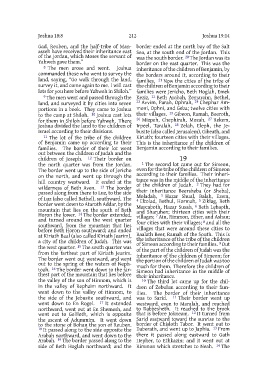 Joshua 18:8
212
Joshua 19:14
Gad, Reuben, and the half-tribe of Manasseh have received their inheritance east
of the Jordan, which Moses the servant of
Yahweh gave them."
8 The men arose and went. Joshua
commanded those who went to survey the
land, saying, "Go walk through the land,
survey it, and come again to me. I will cast
lots for you here before Yahweh in Shiloh."
9 The men went and passed through the
land, and surveyed it by cities into seven
portions in a book. They came to Joshua
to the camp at Shiloh. 10 Joshua cast lots
for them in Shiloh before Yahweh. There
Joshua divided the land to the children of
Israel according to their divisions.
11 The lot of the tribe of the children
of Benjamin came up according to their
families. The border of their lot went
out between the children of Judah and the
children of Joseph. 12 Their border on
the north quarter was from the Jordan.
The border went up to the side of Jericho
on the north, and went up through the
hill country westward. It ended at the
wilderness of Beth Aven. 13 The border
passed along from there to Luz, to the side
of Luz (also called Bethel), southward. The
border went down to Ataroth Addar, by the
mountain that lies on the south of Beth
Horon the lower. 14 The border extended,
and turned around on the west quarter
southward, from the mountain that lies
before Beth Horon southward; and ended
at Kiriath Baal (also called Kiriath Jearim),
a city of the children of Judah. This was
the west quarter. 15 The south quarter was
from the farthest part of Kiriath Jearim.
The border went out westward, and went
out to the spring of the waters of Nephtoah.
16 The border went down to the farthest
part of the mountain that lies before
the valley of the son of Hinnom, which is
in the valley of Rephaim northward. It
went down to the valley of Hinnom, to
the side of the Jebusite southward, and
went down to En Rogel. 17 It extended
northward, went out at En Shemesh, and
went out to Geliloth, which is opposite
the ascent of Adummim. It went down
to the stone of Bohan the son of Reuben.
18 It passed along to the side opposite the
Arabah northward, and went down to the
Arabah. 19 The border passed along to the
side of Beth Hoglah northward; and the
border ended at the north bay of the Salt
Sea, at the south end of the Jordan. This
was the south border. 20 The Jordan was its
border on the east quarter. This was the
inheritance of the children of Benjamin, by
the borders around it, according to their
families. 21 Now the cities of the tribe of
the children of Benjamin according to their
families were Jericho, Beth Hoglah, Emek
Keziz, 22 Beth Arabah, Zemaraim, Bethel,
23 Avvim, Parah, Ophrah, 24 Chephar Ammoni,
Ophni, and Geba; twelve cities with
their villages. 25 Gibeon, Ramah, Beeroth,
26 Mizpeh, Chephirah, Mozah, 27 Rekem,
Irpeel, Taralah, 28 Zelah, Eleph, the Jebusite
(also called Jerusalem), Gibeath, and
Kiriath; fourteen cities with their villages.
This is the inheritance of the children of
Benjamin according to their families.
19
1 The second lot came out for Simeon,
even for the tribe of the children of Simeon
according to their families. Their inheritance
was in the middle of the inheritance
of the children of Judah. 2 They had for
their inheritance Beersheba (or Sheba),
Moladah, 3 Hazar Shual, Balah, Ezem,
4 Eltolad, Bethul, Hormah, 5 Ziklag, Beth
Marcaboth, Hazar Susah, 6 Beth Lebaoth,
and Sharuhen; thirteen cities with their
villages; 7 Ain, Rimmon, Ether, and Ashan;
four cities with their villages; 8 and all the
villages that were around these cities to
Baalath Beer, Ramah of the South. This is
the inheritance of the tribe of the children
of Simeon according to their families. 9 Out
of the part of the children of Judah was the
inheritance of the children of Simeon; for
the portion of the children of Judah was too
much for them. Therefore the children of
Simeon had inheritance in the middle of
their inheritance.
10 The third lot came up for the children
of Zebulun according to their families.
The border of their inheritance
was to Sarid. 11 Their border went up
westward, even to Maralah, and reached
to Dabbesheth. It reached to the brook
that is before Jokneam. 12 It turned from
Sarid eastward toward the sunrise to the
border of Chisloth Tabor. It went out to
Daberath, and went up to Japhia. 13 From
there it passed along eastward to Gath
Hepher, to Ethkazin; and it went out at
Rimmon which stretches to Neah. 14 The